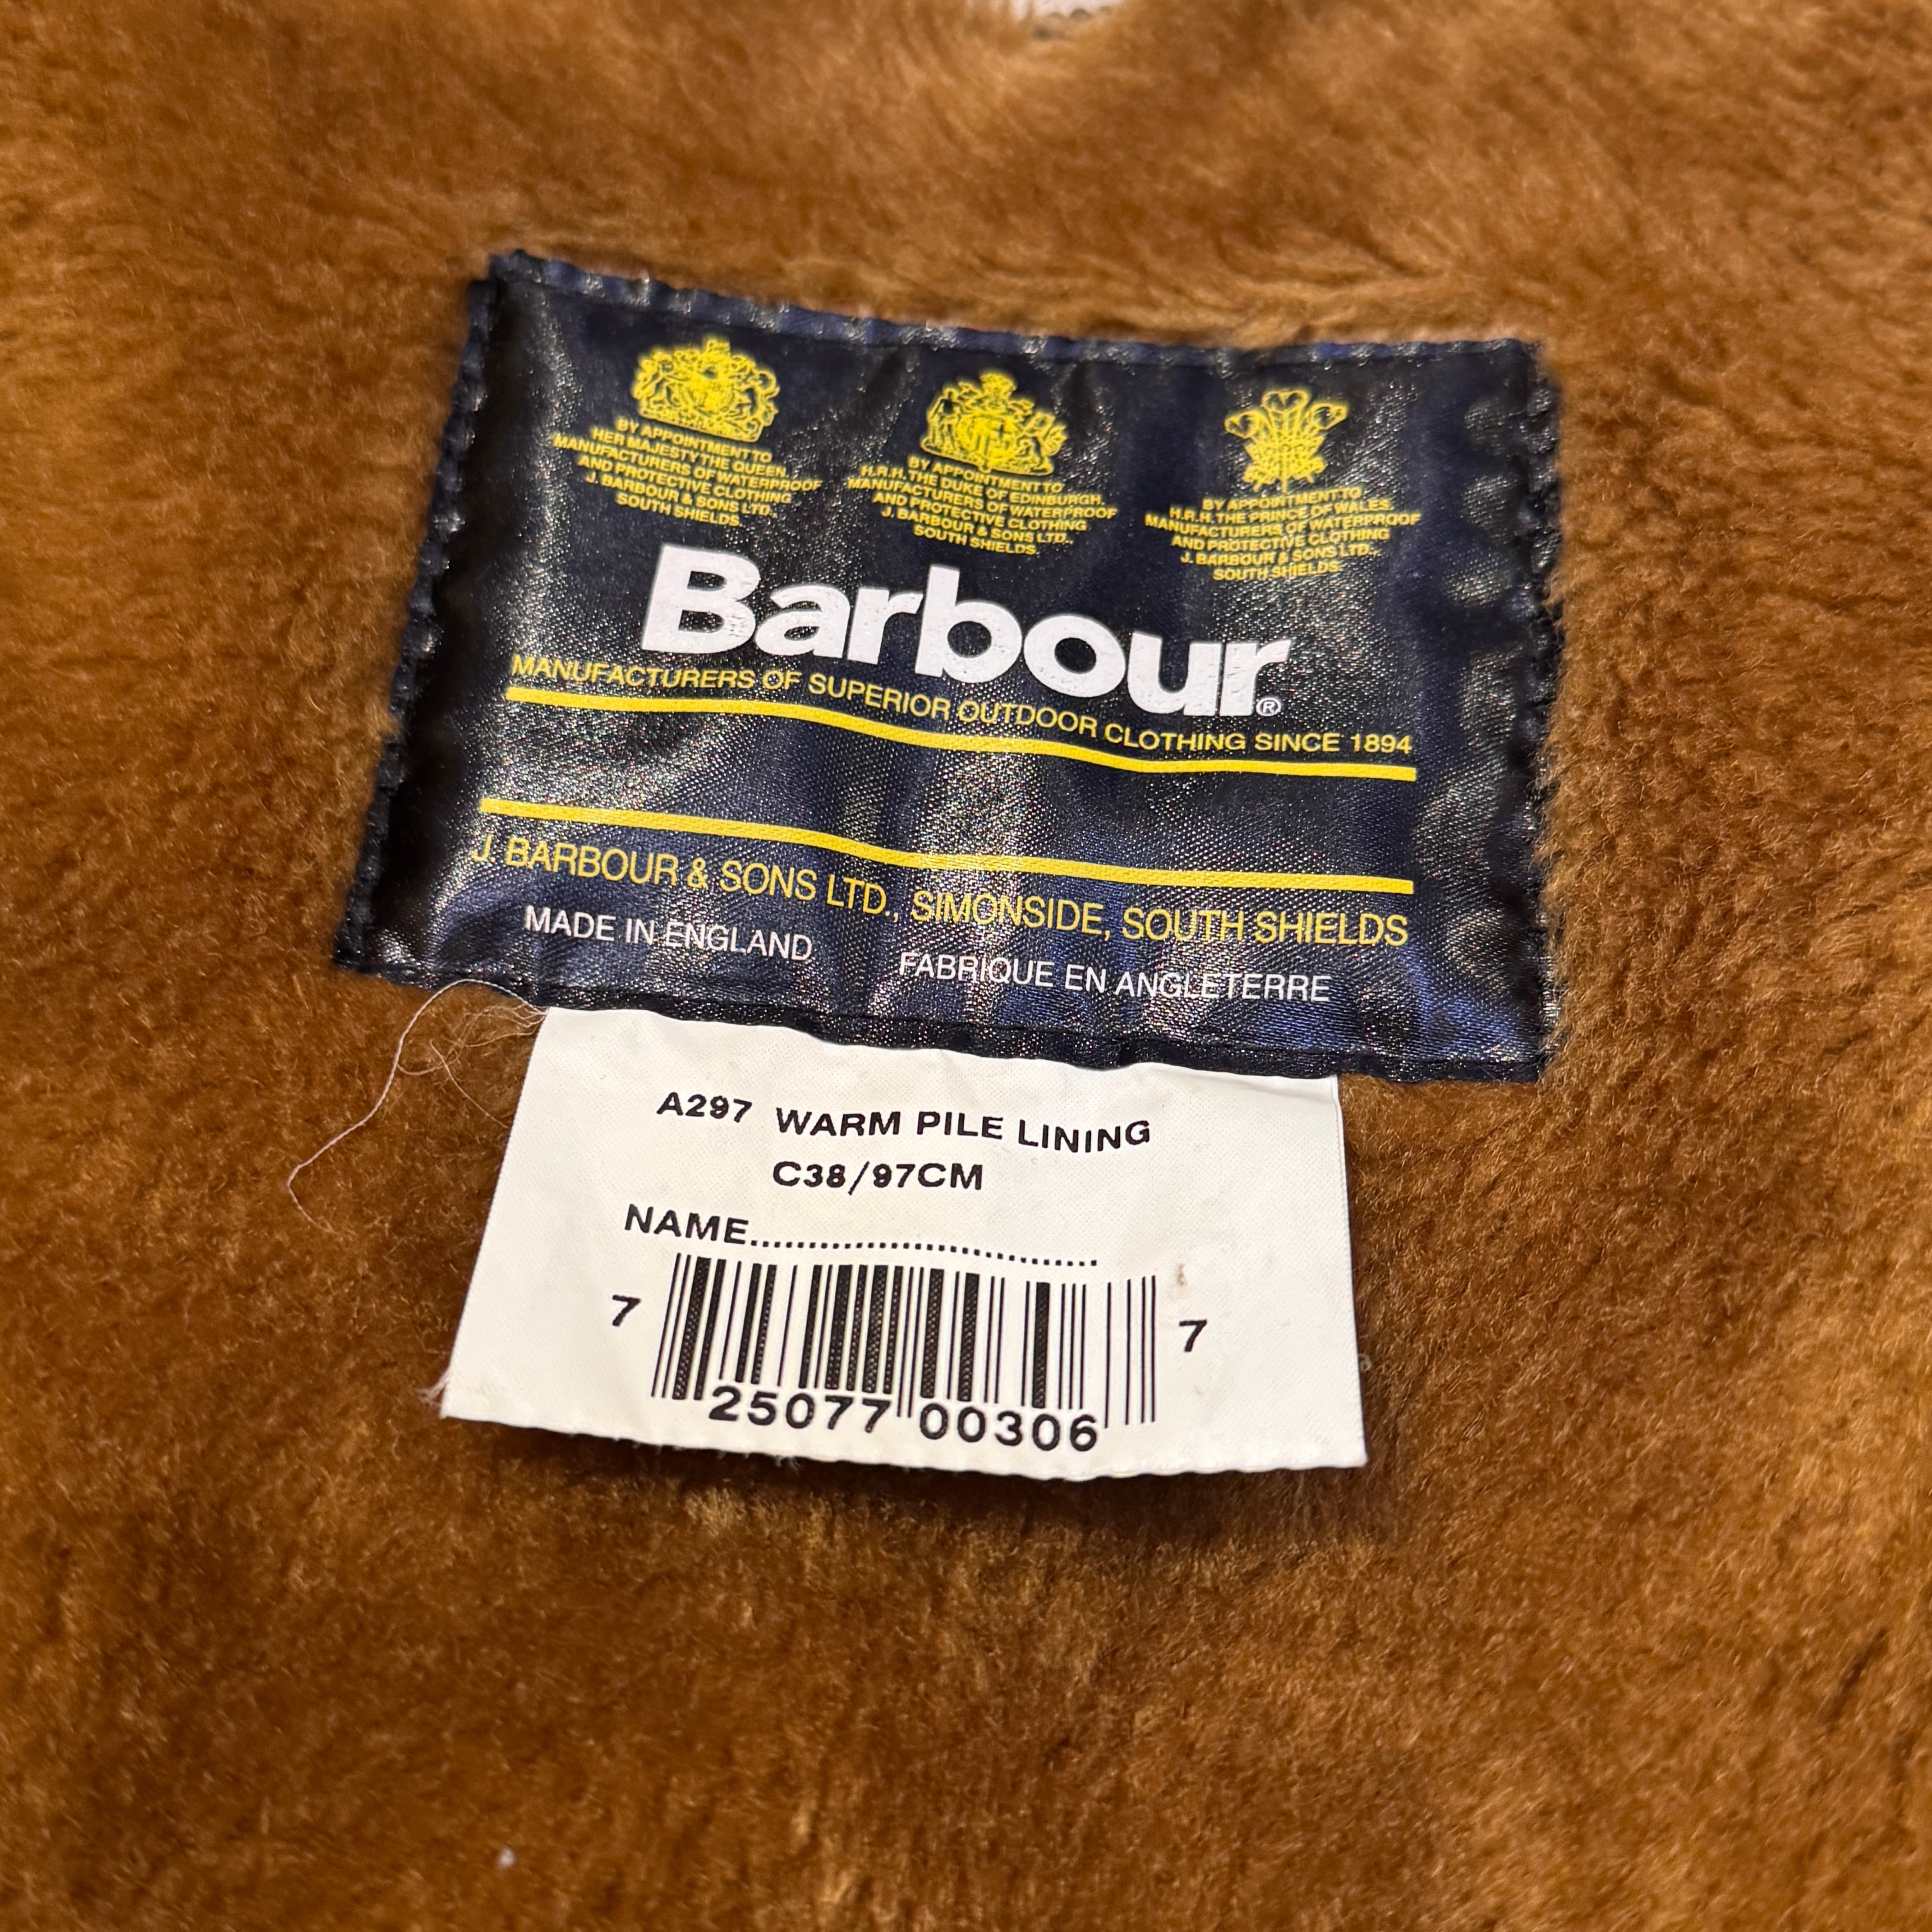 BY APPOINTMENT TO
HER MAJESTY THE QUEEN,
MANUFACTURERS OF WATERPROOF
AND PROTECTIVE CLOTHING
J. BARBOUR & SONS LTD.,
SOUTH SHIELDS.
BY APPOINTMENT TO
H.R.H. THE DUKE OF EDINBURGH,
MANUFACTURERS OF WATERPROOF
AND PROTECTIVE CLOTHING
J. BARBOUR & SONS LTD.,
SOUTH SHIELDS.
BY APPOINTMENT TO
H.R.H. THE PRINCE OF WALES,
MANUFACTURERS OF WATERPROOF
AND PROTECTIVE CLOTHING
J. BARBOUR & SONS LTD.,
SOUTH SHIELDS.
Barbour®
MANUFACTURERS OF SUPERIOR OUTDOOR CLOTHING SINCE 1894
J. BARBOUR & SONS LTD., SIMONSIDE, SOUTH SHIELDS
MADE IN ENGLAND FABRIQUE EN ANGLETERRE
A297 WARM PILE LINING
C38/97CM
NAME..............................
7 25077 00306 7